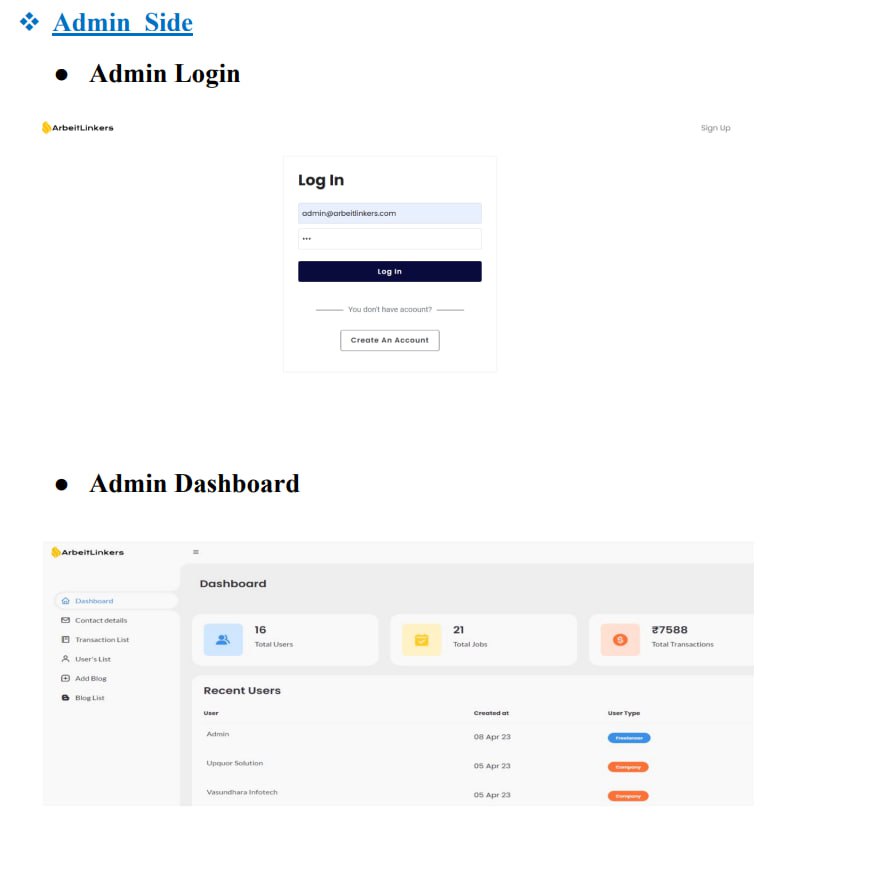 Admin Side
Admin Login
ArbeitLinkers
Sign Up
Log In
admin@arbeitlinkers.com
•••
Log In
You don't have acoount?
Create An Account
Admin Dashboard
ArbeitLinkers
Dashboard
Dashboard
Contact details
Transaction List
User's List
Add Blog
Blog List
16
Total Users
21
Total Jobs
₹7588
Total Transactions
Recent Users
User Created at User Type
Admin 08 Apr 23 Freelancer
Upquor Solution 05 Apr 23 Company
Vasundhara Infotech 05 Apr 23 Company